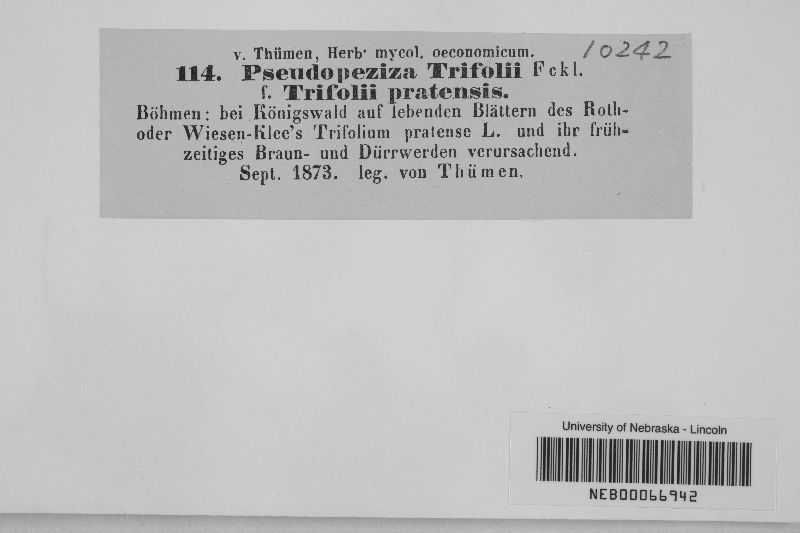 v. Thümen, Herb· mycol. oeconomicum. 10242
114. Pseudopeziza Trifolii Fckl.
f. Trifolii pratensis.
Böhmen: bei Königswald auf lebenden Blättern des Roth-
oder Wiesen-Klee's Trifolium pratense L. und ihr früh-
zeitiges Braun- und Dürrwerden verursachend.
Sept. 1873. leg. von Thümen.
University of Nebraska - Lincoln
NEB00066942